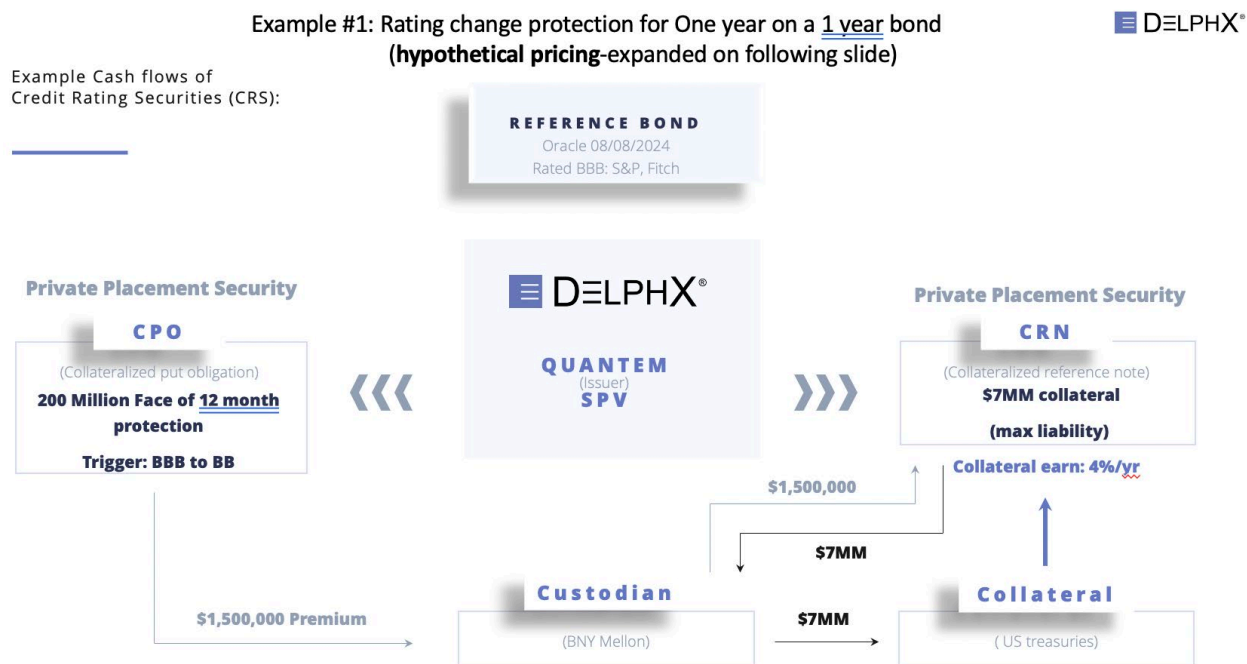 Example #1: Rating change protection for One year on a 1 year bond
(hypothetical pricing-expanded on following slide)
DELPHX®
Example Cash flows of
Credit Rating Securities (CRS):
REFERENCE BOND
Oracle 08/08/2024
Rated BBB: S&P, Fitch
Private Placement Security
CPO
(Collateralized put obligation)
200 Million Face of 12 month
protection
Trigger: BBB to BB
DELPHX®
QUANTEM
(Issuer)
SPV
Private Placement Security
CRN
(Collateralized reference note)
$7MM collateral
(max liability)
Collateral earn: 4%/yr
$1,500,000
$7MM
$1,500,000 Premium
Custodian
(BNY Mellon)
$7MM
Collateral
( US treasuries)